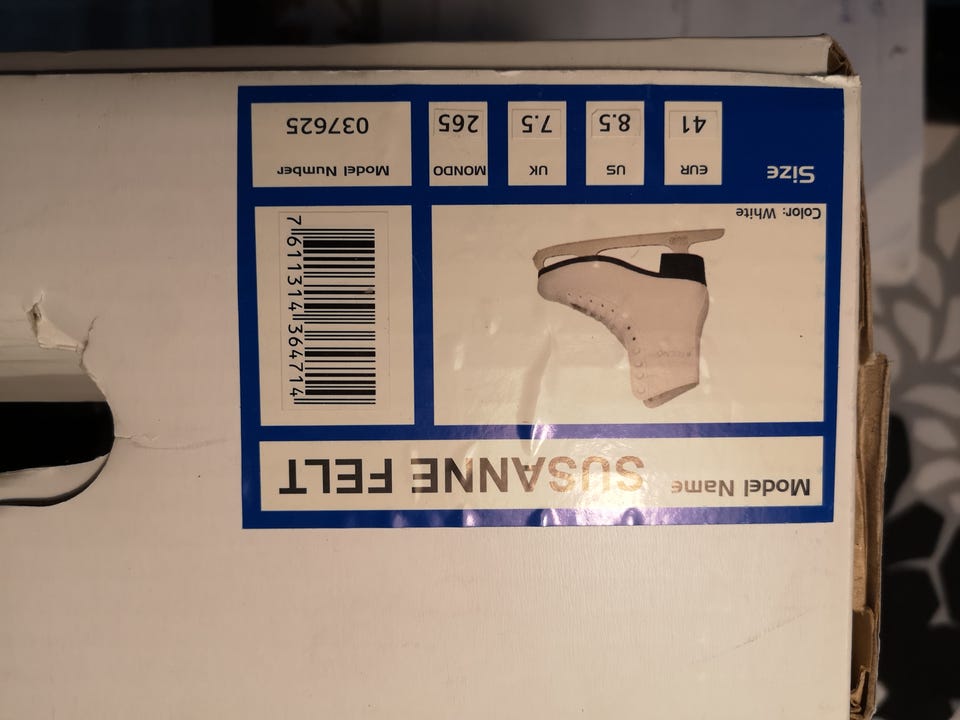 Model Name SUSANNE FELT
Color: White
7 611314 364714
Size
EUR US UK MONDO Model Number
41 8.5 7.5 265 037625